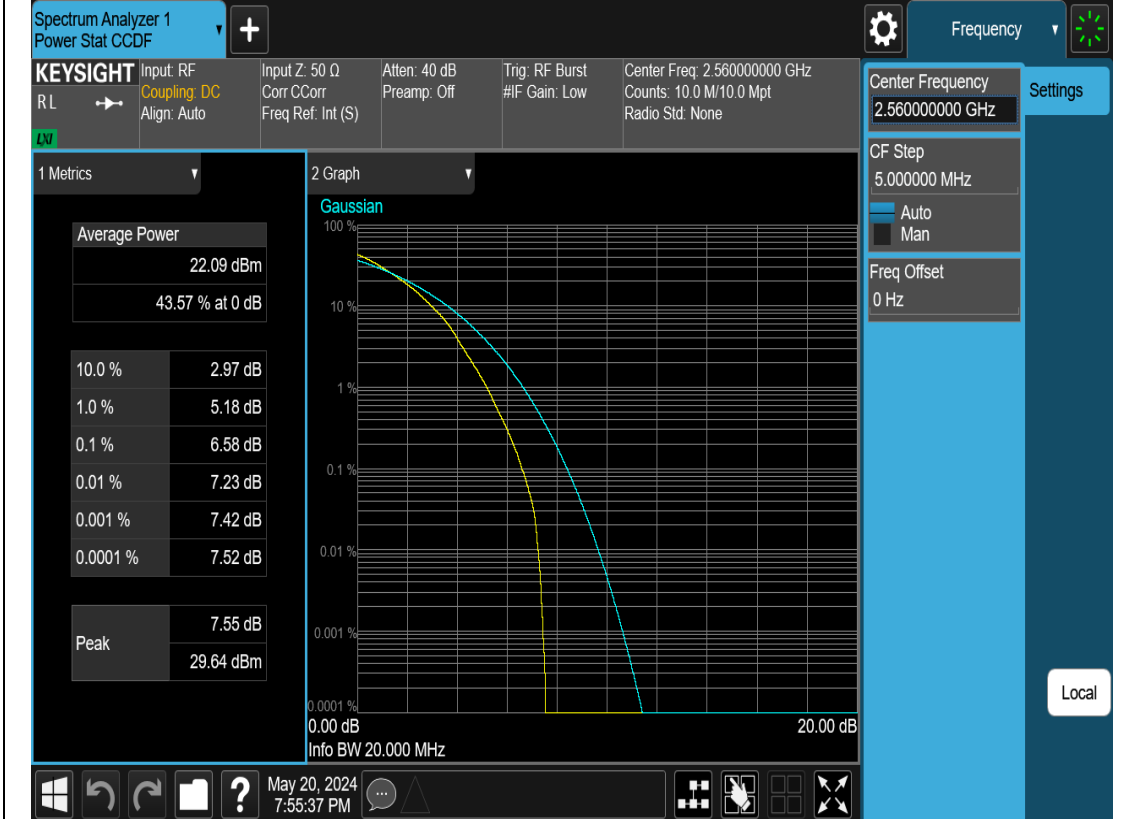 Spectrum Analyzer 1
Power Stat CCDF
Frequency
KEYSIGHT
RL
LXI
Input: RF
Coupling: DC
Align: Auto
Input Z: 50 Ω
Corr CCorr
Freq Ref: Int (S)
Atten: 40 dB
Preamp: Off
Trig: RF Burst
#IF Gain: Low
Center Freq: 2.560000000 GHz
Counts: 10.0 M/10.0 Mpt
Radio Std: None
Center Frequency
2.560000000 GHz
Settings
CF Step
5.000000 MHz
Auto
Man
Freq Offset
0 Hz
Local
1 Metrics
Average Power
22.09 dBm
43.57 % at 0 dB
10.0 % 2.97 dB
1.0 % 5.18 dB
0.1 % 6.58 dB
0.01 % 7.23 dB
0.001 % 7.42 dB
0.0001 % 7.52 dB
Peak
7.55 dB
29.64 dBm
2 Graph
Gaussian
100 %
10 %
1 %
0.1 %
0.01 %
0.001 %
0.0001 %
0.00 dB 20.00 dB
Info BW 20.000 MHz
?
May 20, 2024
7:55:37 PM